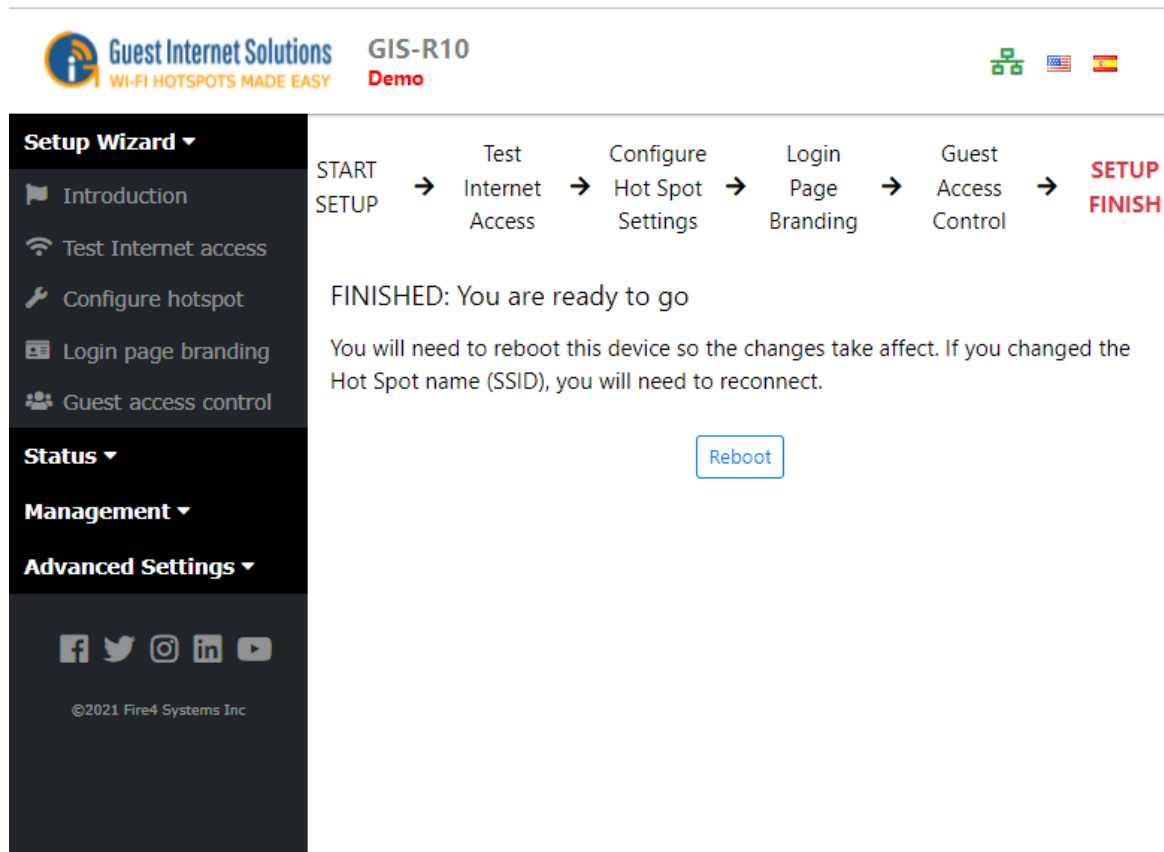 Guest Internet Solutions
WI-FI HOTSPOTS MADE EASY
GIS-R10
Demo
Setup Wizard
Introduction
Test Internet access
Configure hotspot
Login page branding
Guest access control
Status
Management
Advanced Settings
©2021 Fire4 Systems Inc
START
SETUP
Test
Internet
Access
Configure
Hot Spot
Settings
Login
Page
Branding
Guest
Access
Control
SETUP
FINISH
FINISHED: You are ready to go
You will need to reboot this device so the changes take affect. If you changed the
Hot Spot name (SSID), you will need to reconnect.
Reboot